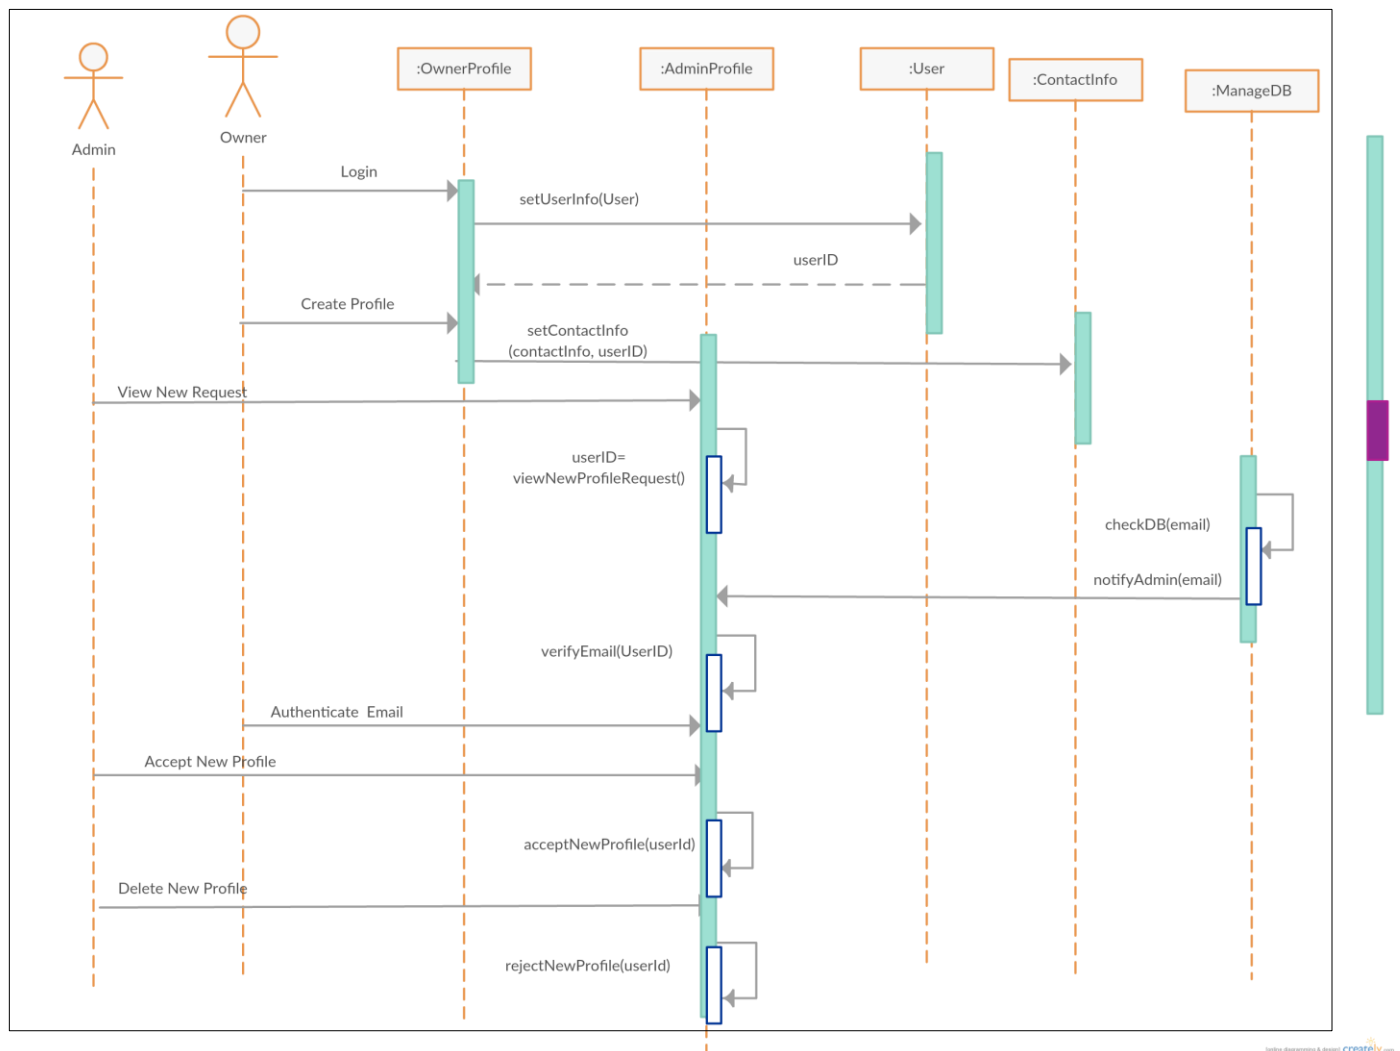 :OwnerProfile
:AdminProfile
:User
:ContactInfo
:ManageDB
Owner
Admin
Login
setUserInfo(User)
userID
Create Profile
setContactInfo
(contactInfo, userID)
View New Request
userID=
viewNewProfileRequest()
checkDB(email)
notifyAdmin(email)
verifyEmail(UserID)
Authenticate  Email
Accept New Profile
acceptNewProfile(userId)
Delete New Profile
rejectNewProfile(userId)
creately